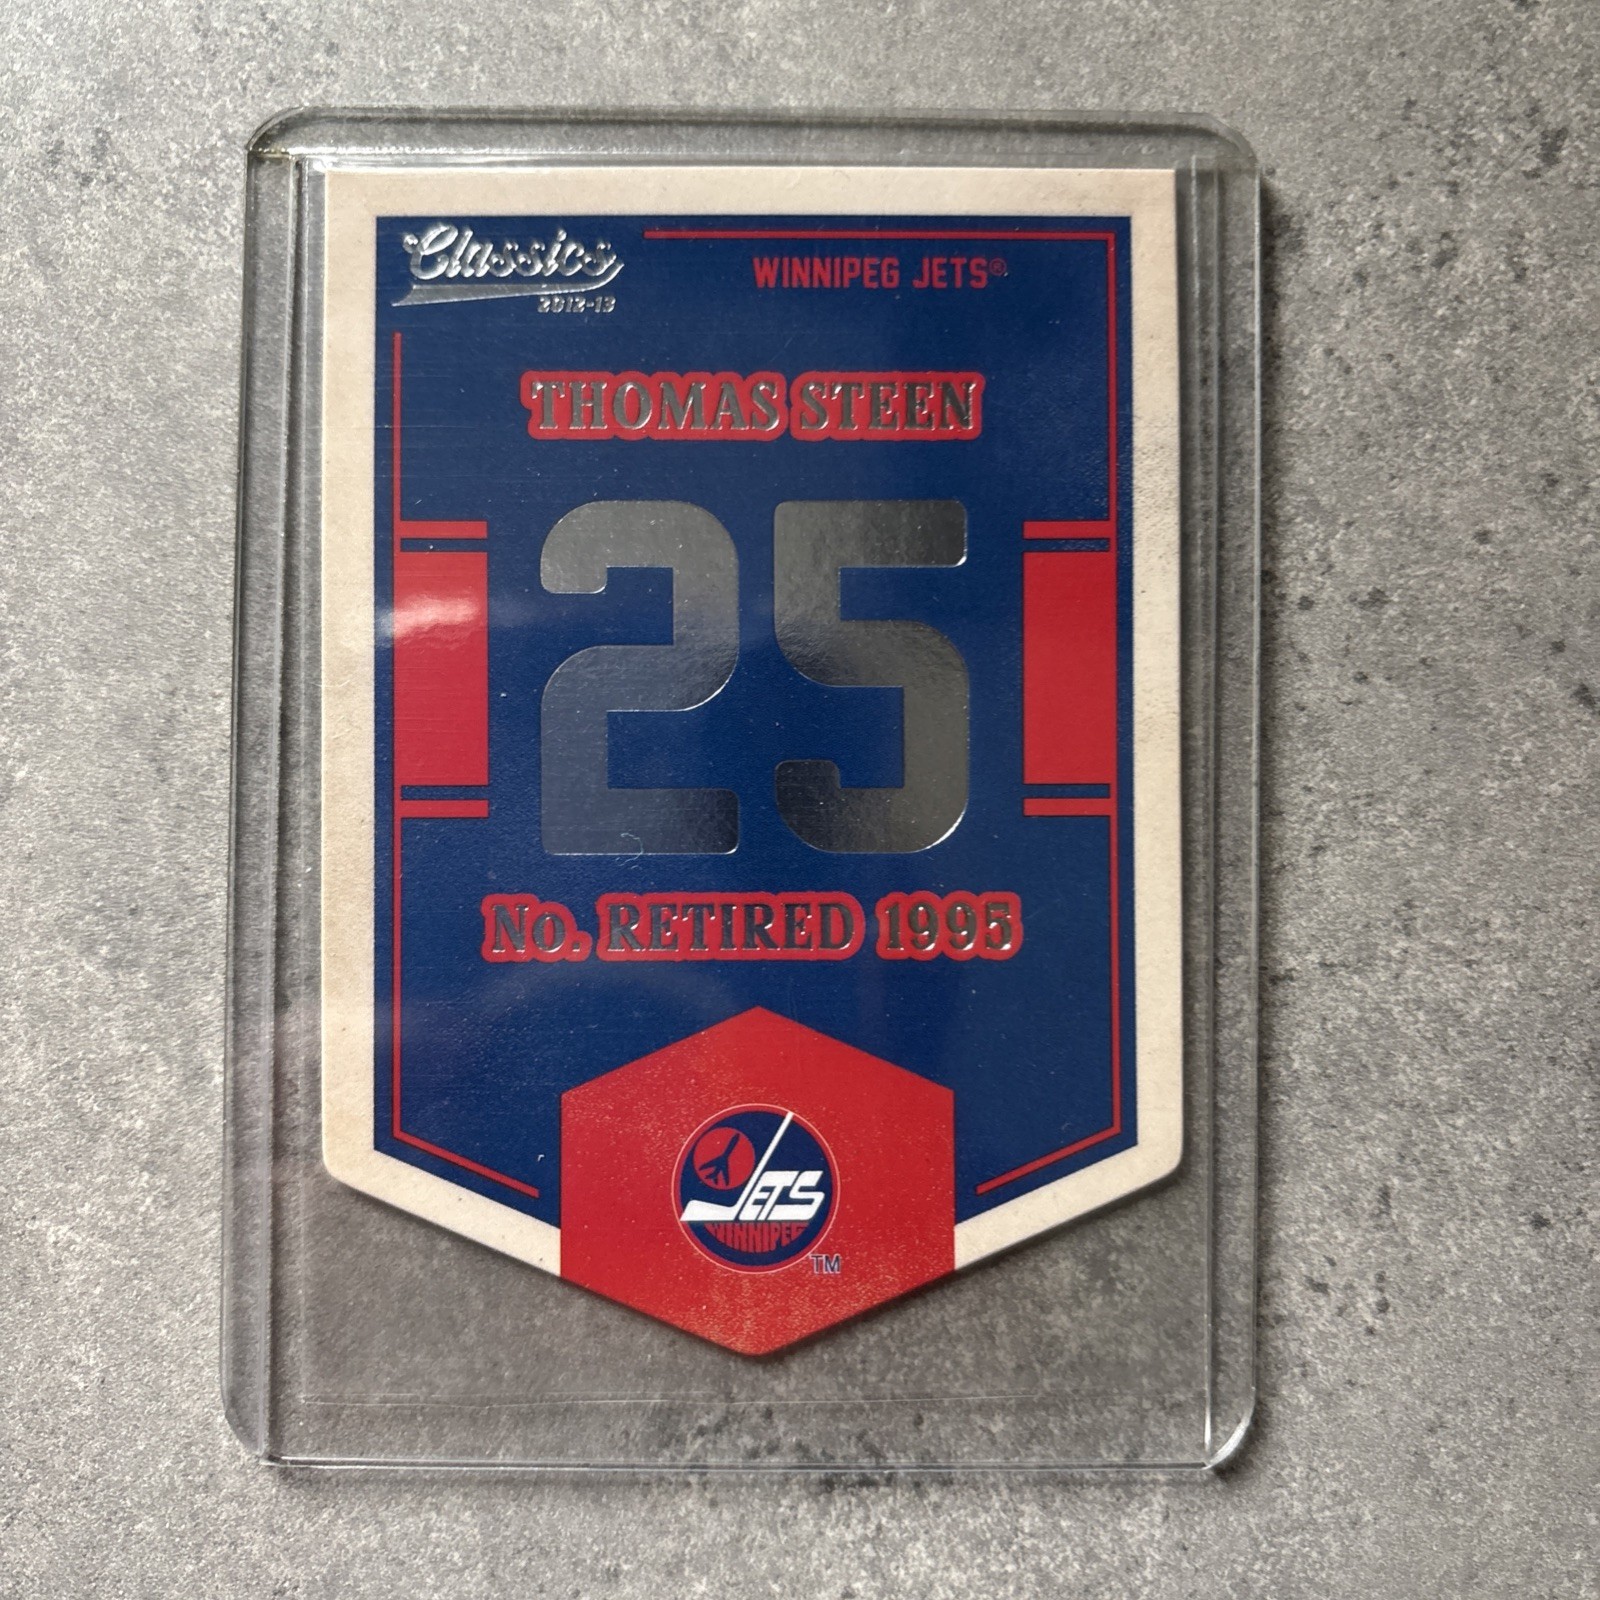 Classics
2012-13
WINNIPEG JETS®
THOMAS STEEN
25
No. RETIRED 1995
JETS
WINNIPEG
TM